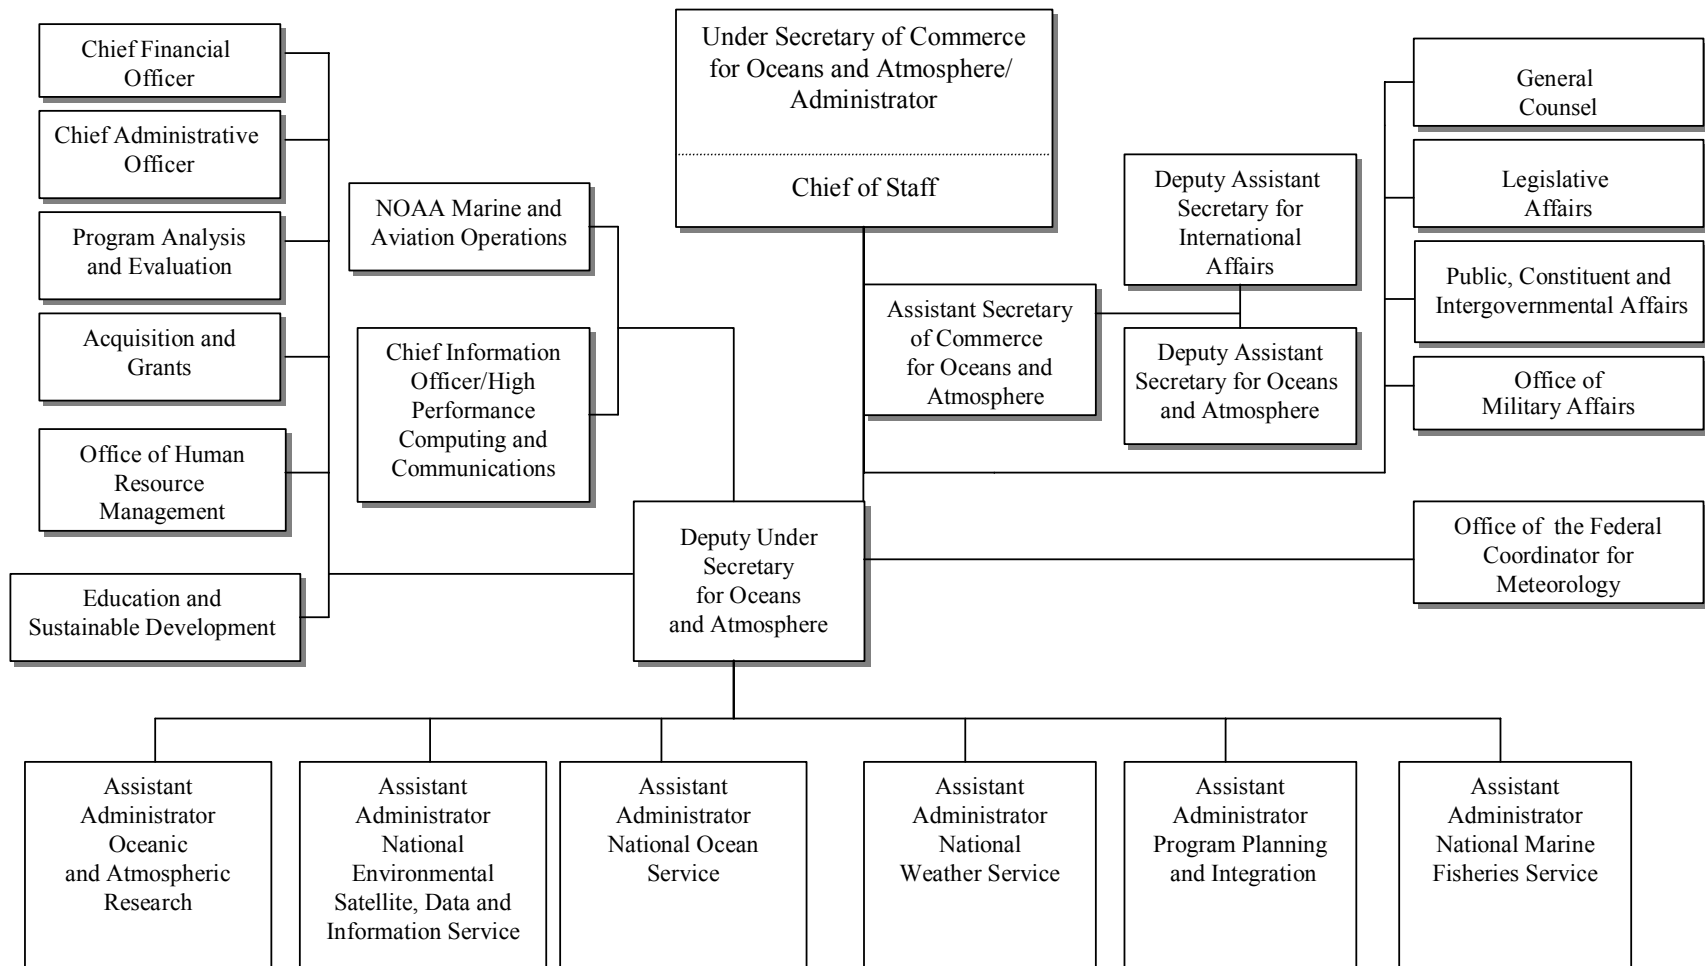 Chief Financial
Officer
Chief Administrative
Officer
Program Analysis
and Evaluation
Acquisition and
Grants
Office of Human
Resource
Management
Education and
Sustainable Development
NOAA Marine and
Aviation Operations
Chief Information
Officer/High
Performance
Computing and
Communications
Under Secretary of Commerce
for Oceans and Atmosphere/
Administrator
Chief of Staff
Assistant Secretary
of Commerce
for Oceans and
Atmosphere
Deputy Assistant
Secretary for
International
Affairs
Deputy Assistant
Secretary for Oceans
and Atmosphere
General
Counsel
Legislative
Affairs
Public, Constituent and
Intergovernmental Affairs
Office of
Military Affairs
Office of  the Federal
Coordinator for
Meteorology
Deputy Under
Secretary
for Oceans
and Atmosphere
Assistant
Administrator
Oceanic
and Atmospheric
Research
Assistant
Administrator
National
Environmental
Satellite, Data and
Information Service
Assistant
Administrator
National Ocean
Service
Assistant
Administrator
National
Weather Service
Assistant
Administrator
Program Planning
and Integration
Assistant
Administrator
National Marine
Fisheries Service